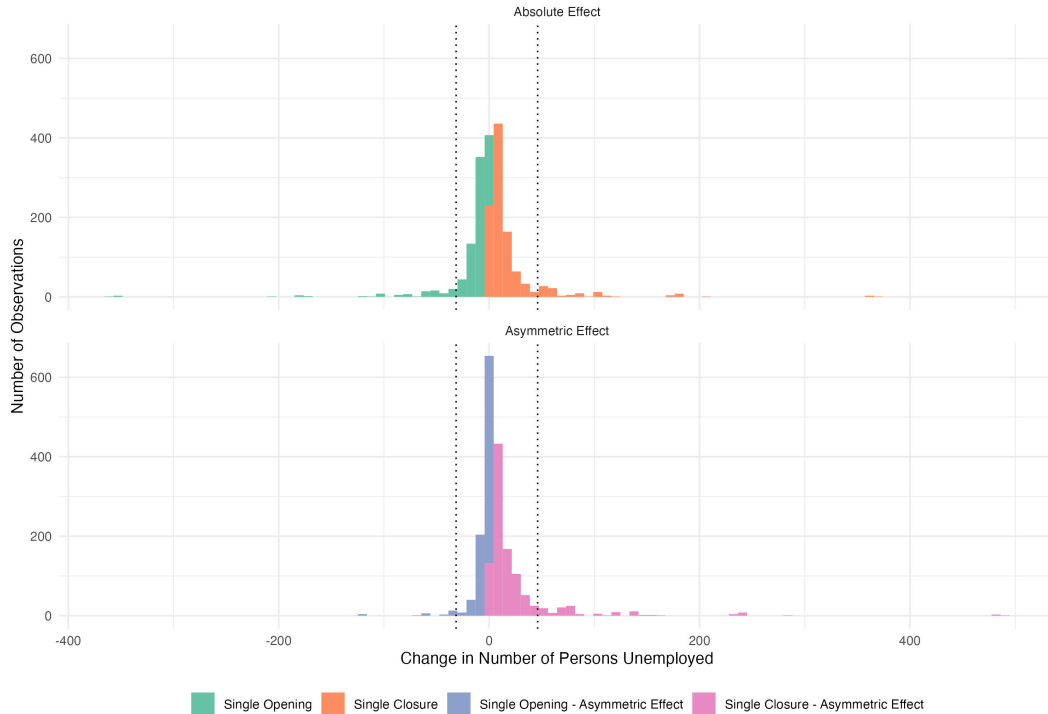 Absolute Effect
600
400
200
0
Number of Observations
Asymmetric Effect
600
400
200
0
-400 -200 0 200 400
Change in Number of Persons Unemployed
Single Opening Single Closure Single Opening - Asymmetric Effect Single Closure - Asymmetric Effect